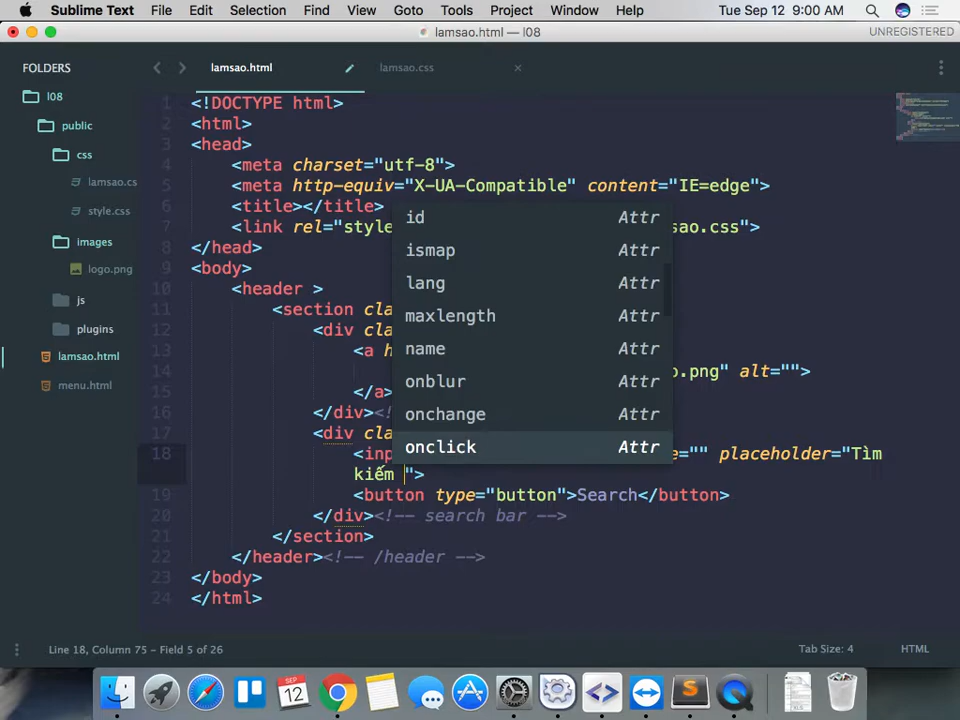 Sublime Text File Edit Selection Find View Goto Tools Project Window Help Tue Sep 12 9:00 AM
lamsao.html — l08 UNREGISTERED
FOLDERS
l08
public
css
lamsao.cs
style.css
images
logo.png
js
plugins
lamsao.html
menu.html
lamsao.html lamsao.css
1 <!DOCTYPE html>
2 <html>
3 <head>
4 <meta charset="utf-8">
5 <meta http-equiv="X-UA-Compatible" content="IE=edge">
6 <title></title>
7 <link rel="style sao.css">
8 </head>
9 <body>
10 <header >
11 <section cla
12 <div cla
13 <a h
14 o.png" alt="">
15 </a>
16 </div><!
17 <div cla
18 <inp e="" placeholder="Tìm
kiếm ">
19 <button type="button">Search</button>
20 </div><!-- search bar -->
21 </section>
22 </header><!-- /header -->
23 </body>
24 </html>
id Attr
ismap Attr
lang Attr
maxlength Attr
name Attr
onblur Attr
onchange Attr
onclick Attr
Line 18, Column 75 - Field 5 of 26 Tab Size: 4 HTML
SEP
12
XLS